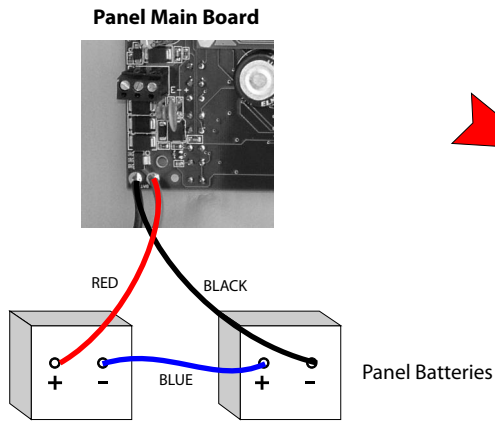 Panel Main Board
RED
BLACK
+
-
BLUE
+
-
Panel Batteries